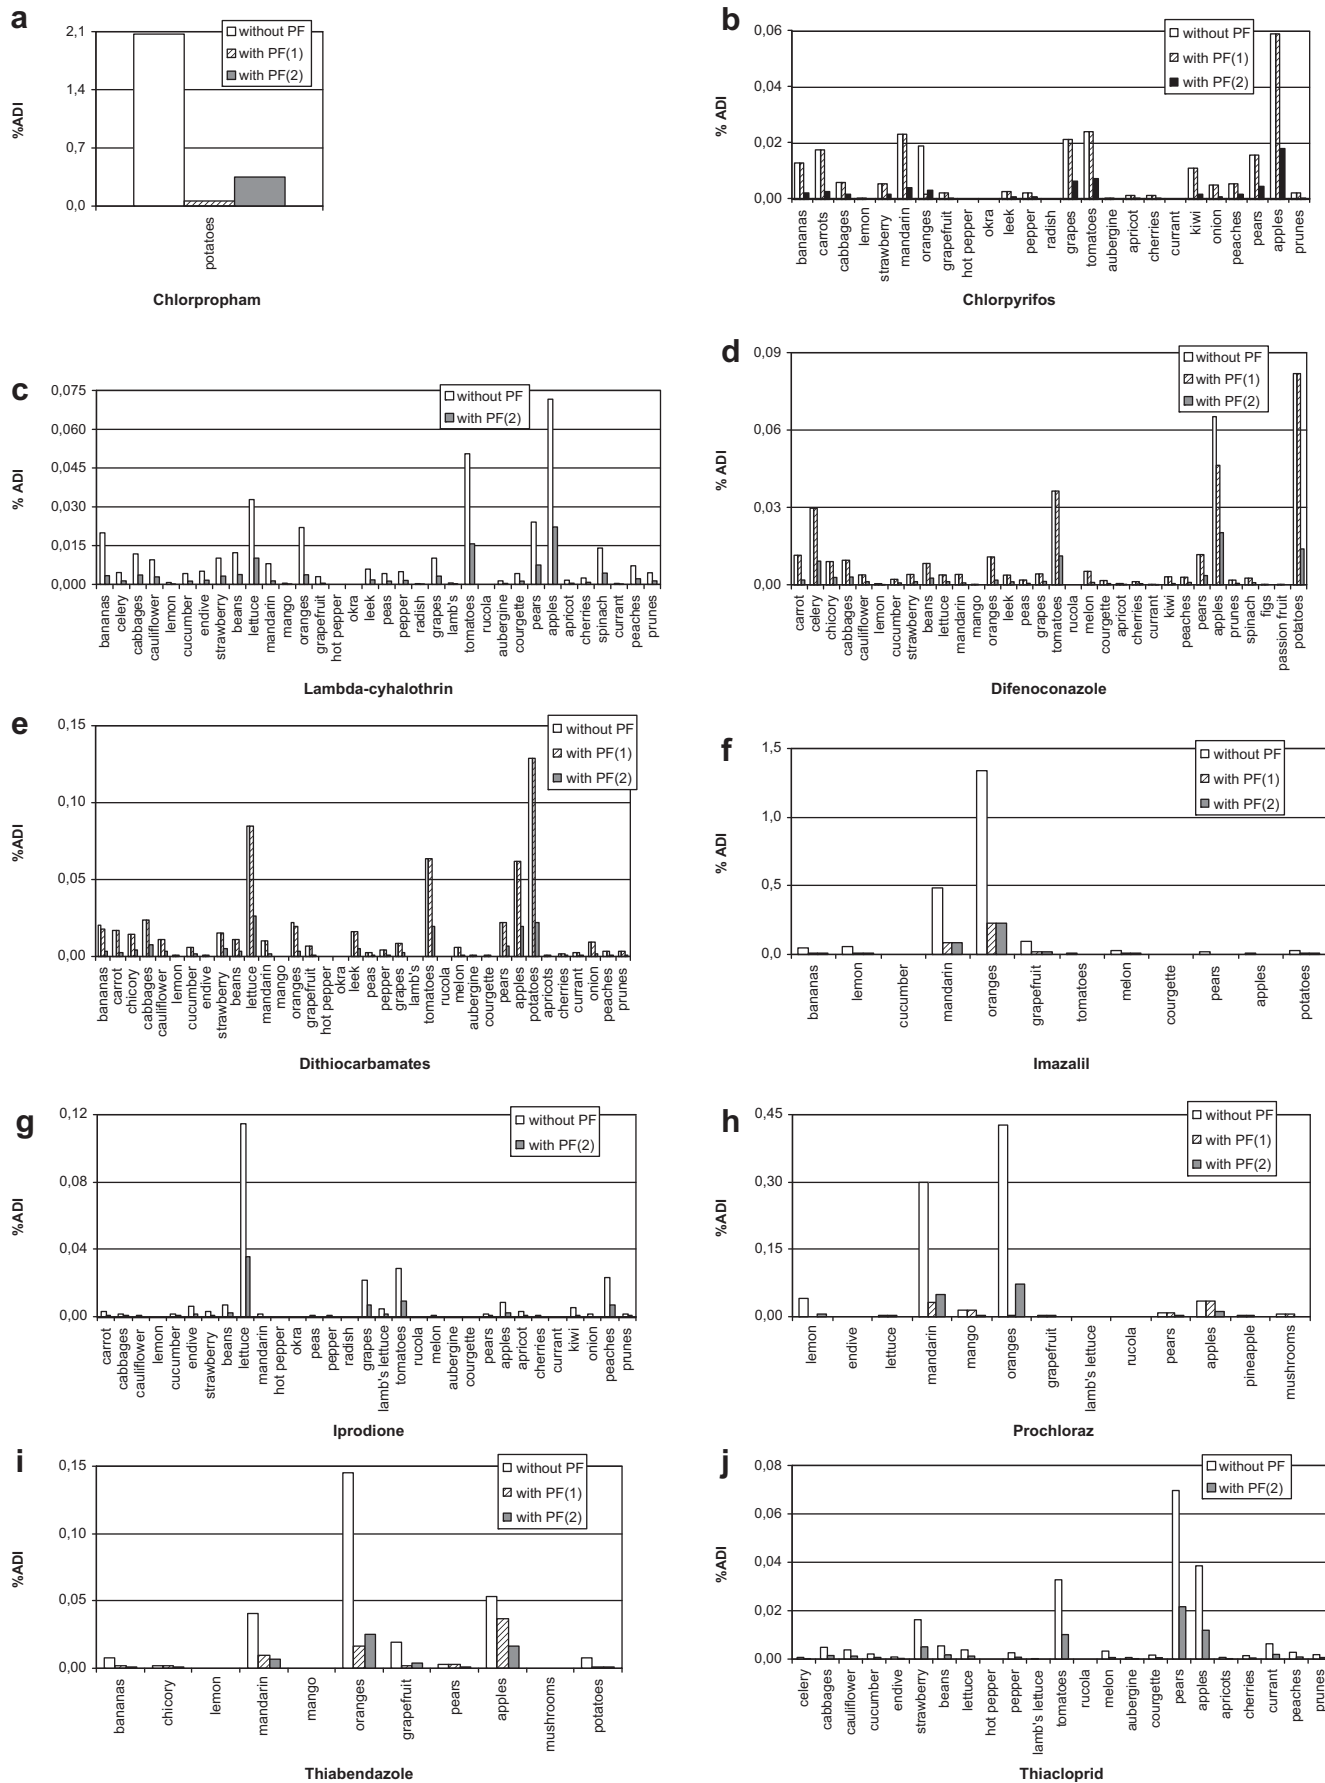 a
2,1
1,4
0,7
0,0
%ADI
without PF
with PF(1)
with PF(2)
potatoes
Chlorpropham
b
0,06
0,04
0,02
0,00
% ADI
without PF
with PF(1)
with PF(2)
bananas
carrots
cabbages
lemon
strawberry
mandarin
oranges
grapefruit
hot pepper
okra
leek
pepper
radish
grapes
tomatoes
aubergine
apricot
cherries
currant
kiwi
onion
peaches
pears
apples
prunes
Chlorpyrifos
c
0,075
0,060
0,045
0,030
0,015
0,000
% ADI
without PF
with PF(2)
bananas
celery
cabbages
cauliflower
lemon
cucumber
endive
strawberry
beans
lettuce
mandarin
mango
oranges
grapefruit
hot pepper
okra
leek
peas
pepper
radish
grapes
lamb's
tomatoes
rucola
aubergine
courgette
pears
apples
apricot
cherries
spinach
currant
peaches
prunes
Lambda-cyhalothrin
d
0,09
0,06
0,03
0,00
% ADI
without PF
with PF(1)
with PF(2)
carrot
celery
chicory
cabbages
cauliflower
lemon
cucumber
strawberry
beans
lettuce
mandarin
mango
oranges
leek
peas
grapes
tomatoes
rucola
melon
courgette
apricot
cherries
currant
kiwi
peaches
pears
apples
prunes
spinach
figs
passion fruit
potatoes
Difenoconazole
e
0,15
0,10
0,05
0,00
%ADI
without PF
with PF(1)
with PF(2)
bananas
carrot
chicory
cabbages
cauliflower
lemon
cucumber
endive
strawberry
beans
lettuce
mandarin
mango
oranges
grapefruit
hot pepper
okra
leek
peas
pepper
grapes
lamb's
tomatoes
rucola
melon
aubergine
courgette
pears
apples
potatoes
apricots
cherries
currant
onion
peaches
prunes
Dithiocarbamates
f
1,5
1,0
0,5
0,0
% ADI
without PF
with PF(1)
with PF(2)
bananas
lemon
cucumber
mandarin
oranges
grapefruit
tomatoes
melon
courgette
pears
apples
potatoes
Imazalil
g
0,12
0,08
0,04
0,00
%ADI
without PF
with PF(2)
carrot
cabbages
cauliflower
lemon
cucumber
endive
strawberry
beans
lettuce
mandarin
hot pepper
okra
peas
pepper
radish
grapes
lamb's lettuce
tomatoes
rucola
melon
aubergine
courgette
pears
apples
apricot
cherries
currant
kiwi
onion
peaches
prunes
Iprodione
h
0,45
0,30
0,15
0,00
%ADI
without PF
with PF(1)
with PF(2)
lemon
endive
lettuce
mandarin
mango
oranges
grapefruit
lamb's lettuce
rucola
pears
apples
pineapple
mushrooms
Prochloraz
i
0,15
0,10
0,05
0,00
%ADI
without PF
with PF(1)
with PF(2)
bananas
chicory
lemon
mandarin
mango
oranges
grapefruit
pears
apples
mushrooms
potatoes
Thiabendazole
j
0,08
0,06
0,04
0,02
0,00
%ADI
without PF
with PF(2)
celery
cabbages
cauliflower
cucumber
endive
strawberry
beans
lettuce
hot pepper
pepper
lamb's lettuce
tomatoes
rucola
melon
aubergine
courgette
pears
apples
apricots
cherries
currant
peaches
prunes
Thiacloprid